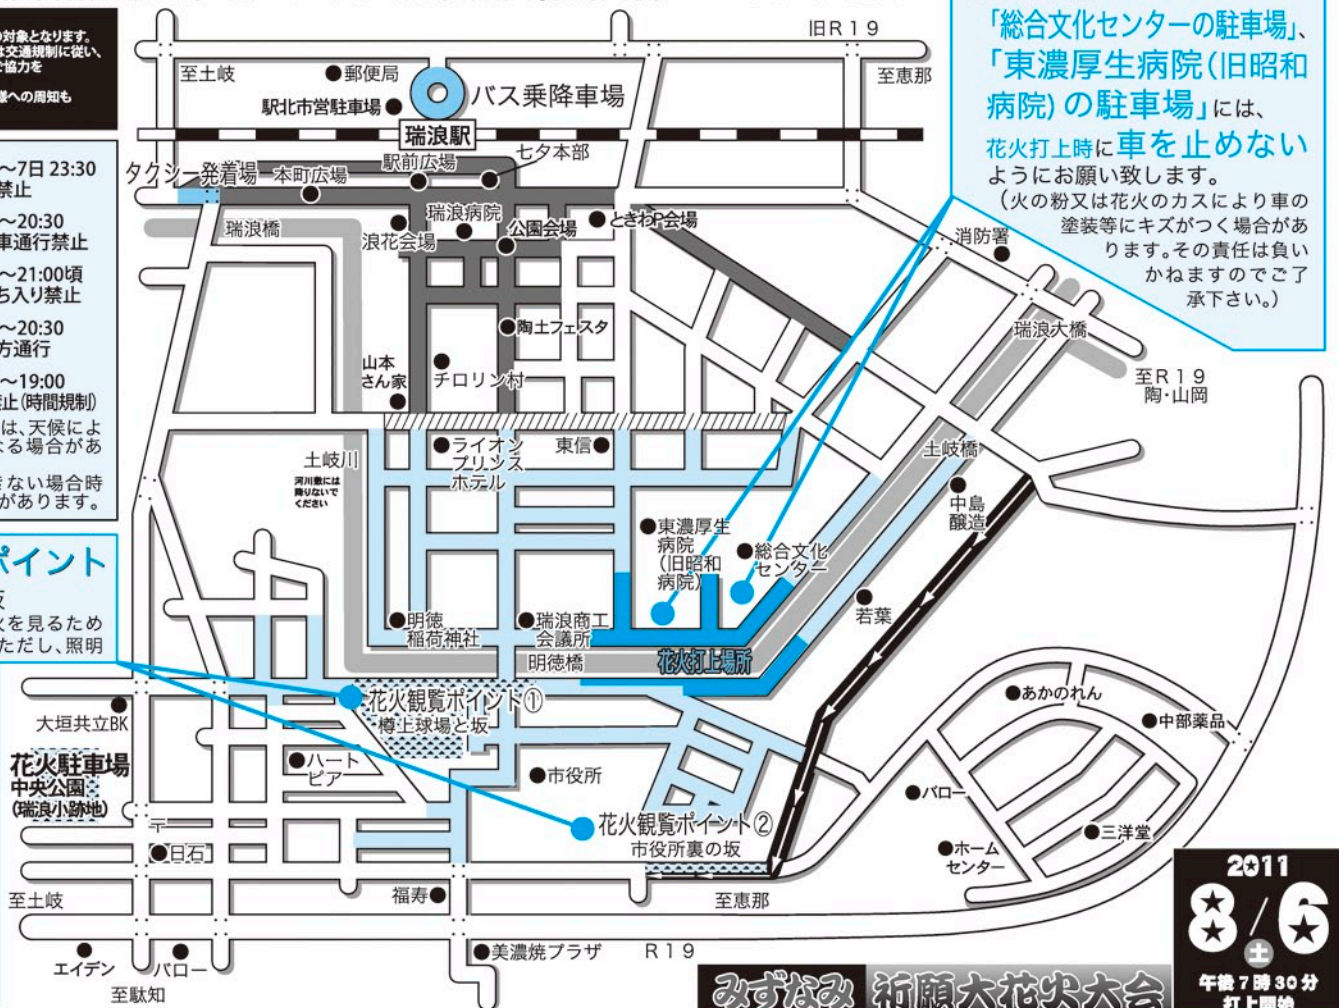 の対象となります。
は交通規制に従い、
ご協力を
様への周知も
～7日 23:30
禁止
～20:30
車通行禁止
～21:00頃
ち入り禁止
～20:30
方通行
～19:00
止(時間規制)
は、天候によ
なる場合があ
きない場合時
があります。
ポイント
火を見るため
ただし、照明
「総合文化センターの駐車場」、
「東濃厚生病院(旧昭和
病院)の駐車場」には、
花火打上時に車を止めない
ようにお願い致します。
(火の粉又は花火のカスにより車の
塗装等にキズがつく場合があ
ります。その責任は負い
かねますのでご了
承下さい。)
旧R19
至土岐
郵便局
至恵那
駅北市営駐車場
バス乗降車場
瑞浪駅
タクシー発着場
本町広場
駅前広場
七夕本部
瑞浪橋
浪花会場
瑞浪病院
公園会場
ときわP会場
消防署
瑞浪大橋
陶土フェスタ
山本
さん家
チロリン村
至R19
陶・山岡
土岐川
河川敷には
降りないで
ください
ライオン
プリンス
ホテル
東信
土岐橋
中島
醸造
東濃厚生
病院
(旧昭和
病院)
総合文化
センター
若葉
明徳
稲荷神社
瑞浪商工
会議所
明徳橋
花火打上場所
花火観覧ポイント①
樽上球場と坂
大垣共立BK
あかのれん
中部薬品
花火駐車場
中央公園
(瑞浪小跡地)
ハート
ピア
市役所
バロー
花火観覧ポイント②
市役所裏の坂
三洋堂
ホーム
センター
〒
日石
至土岐
福寿
至恵那
エイデン
バロー
美濃焼プラザ
R19
至駄知
みずなみ 祈願大花火大会
2011
8/6
土
午後7時30分
打上開始